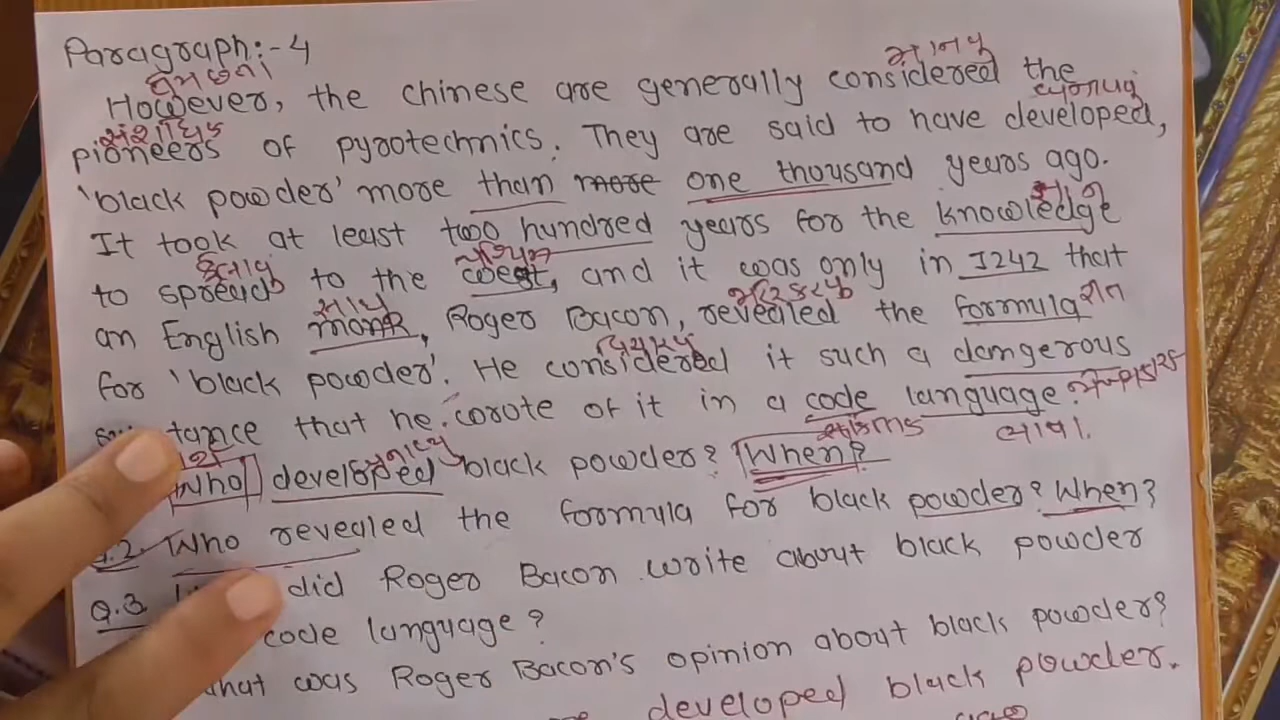 Paragraph:- 4
However, the chinese are generally considered the
pioneers of pyrotechnics. They are said to have developed,
'black powder' more than more one thousand years ago.
It took at least two hundred years for the knowledge
to spread to the west, and it was only in 1242 that
an English monk, Roger Bacon, revealed the formula
for 'black powder'. He considered it such a dangerous
tance that he wrote of it in a code language.
ભાષા.
Who developed black powder? When?
Q.2 Who revealed the formula for black powder? When?
Q.3 did Roger Bacon write about black powder
code language?
hat was Roger Bacon's opinion about black powder?
developed black powder.